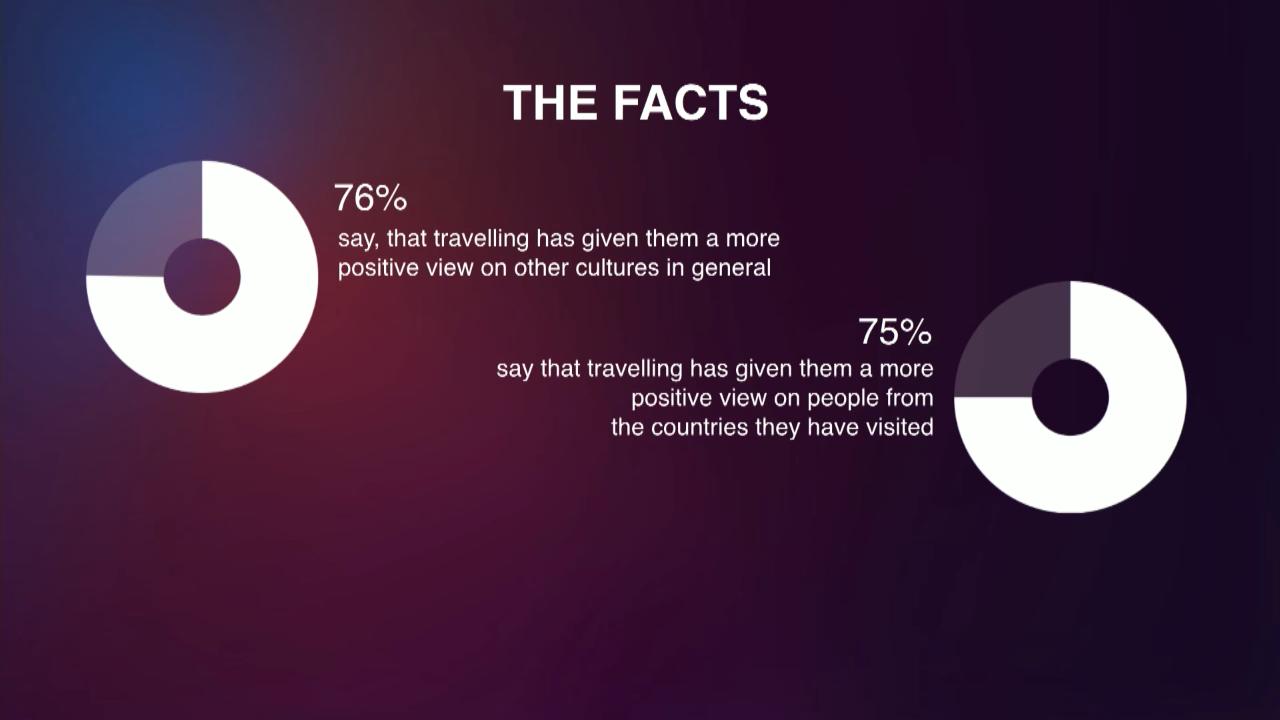 THE FACTS
76%
say, that travelling has given them a more
positive view on other cultures in general
75%
say that travelling has given them a more
positive view on people from
the countries they have visited